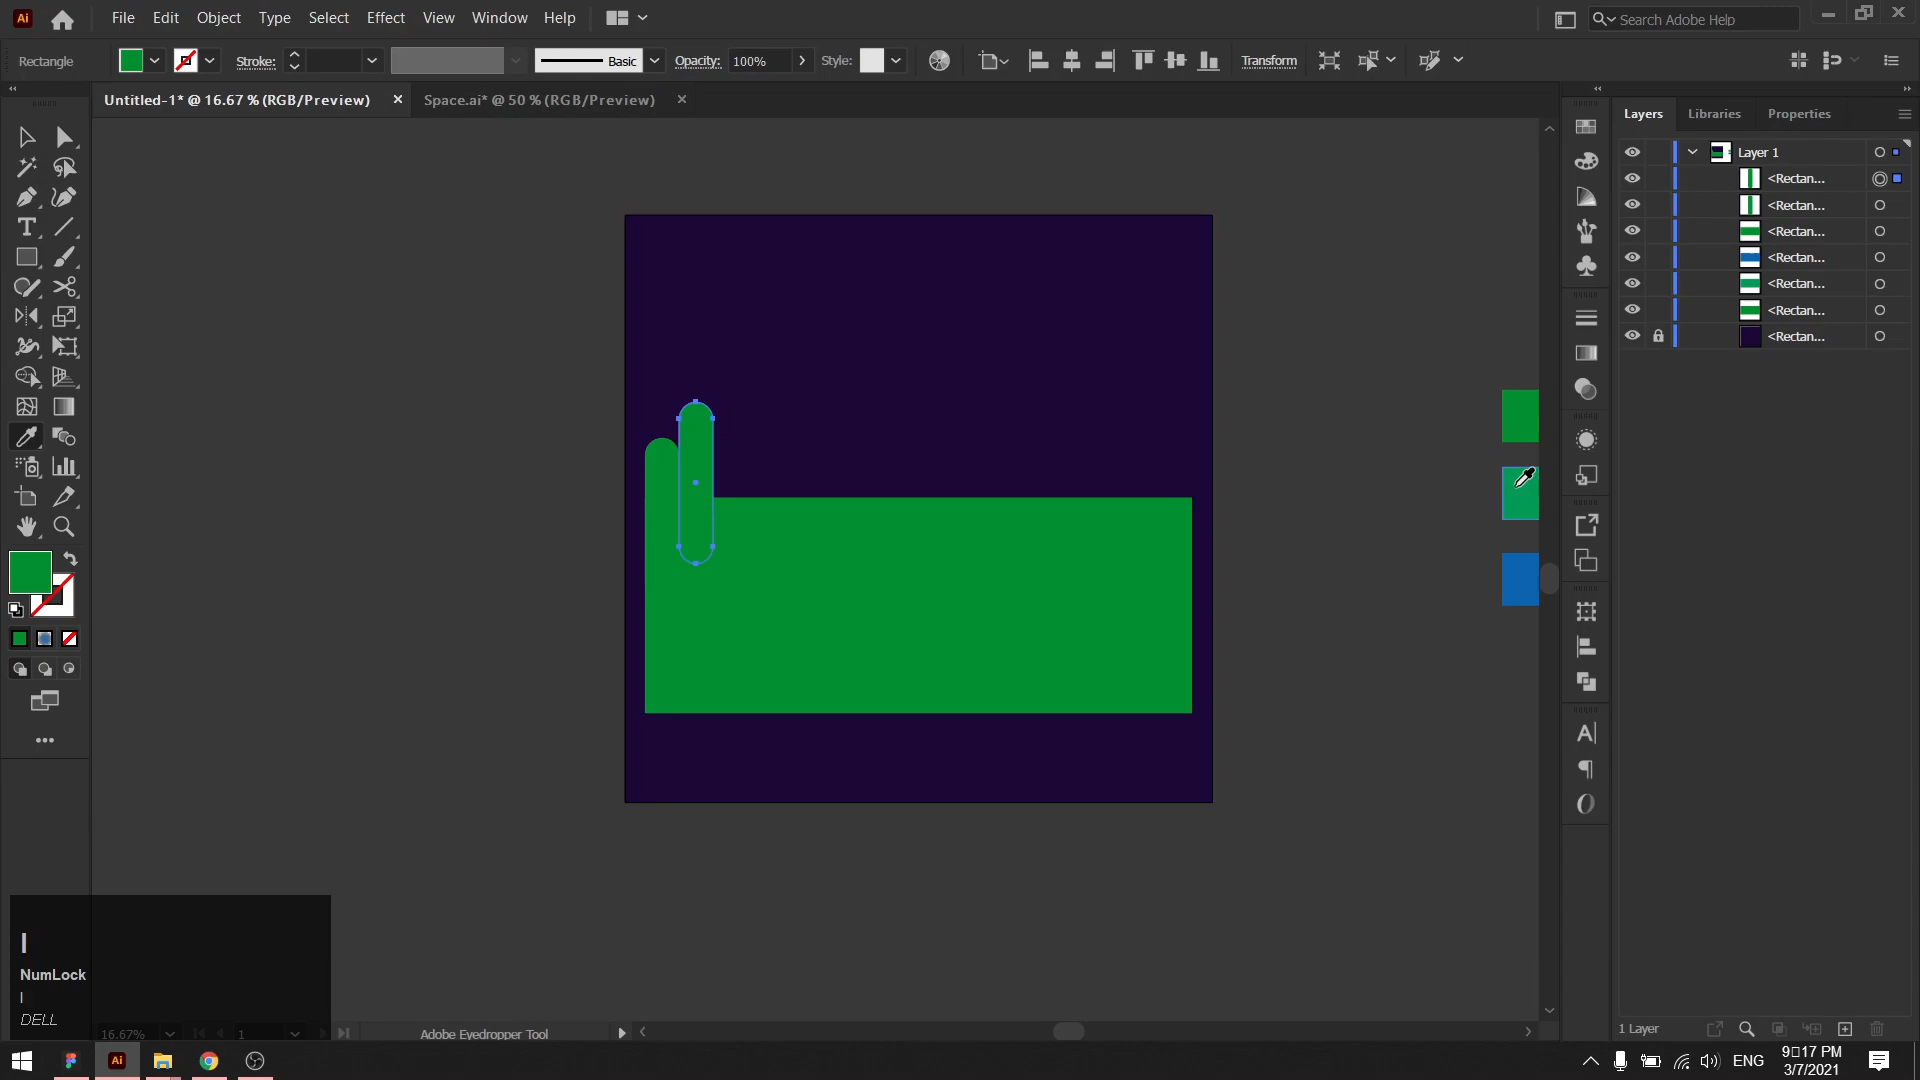 Ai File Edit Object Type Select Effect View Window Help Search Adobe Help
Rectangle Stroke: Basic Opacity: 100% Style: Transform
Untitled-1* @ 16.67 % (RGB/Preview) Space.ai* @ 50 % (RGB/Preview)
Layers Libraries Properties
Layer 1
<Rectan...
<Rectan...
<Rectan...
<Rectan...
<Rectan...
<Rectan...
<Rectan...
I
NumLock
I
DELL
16.67% 1 Adobe Eyedropper Tool
1 Layer
Ai ENG 9:17 PM
3/7/2021